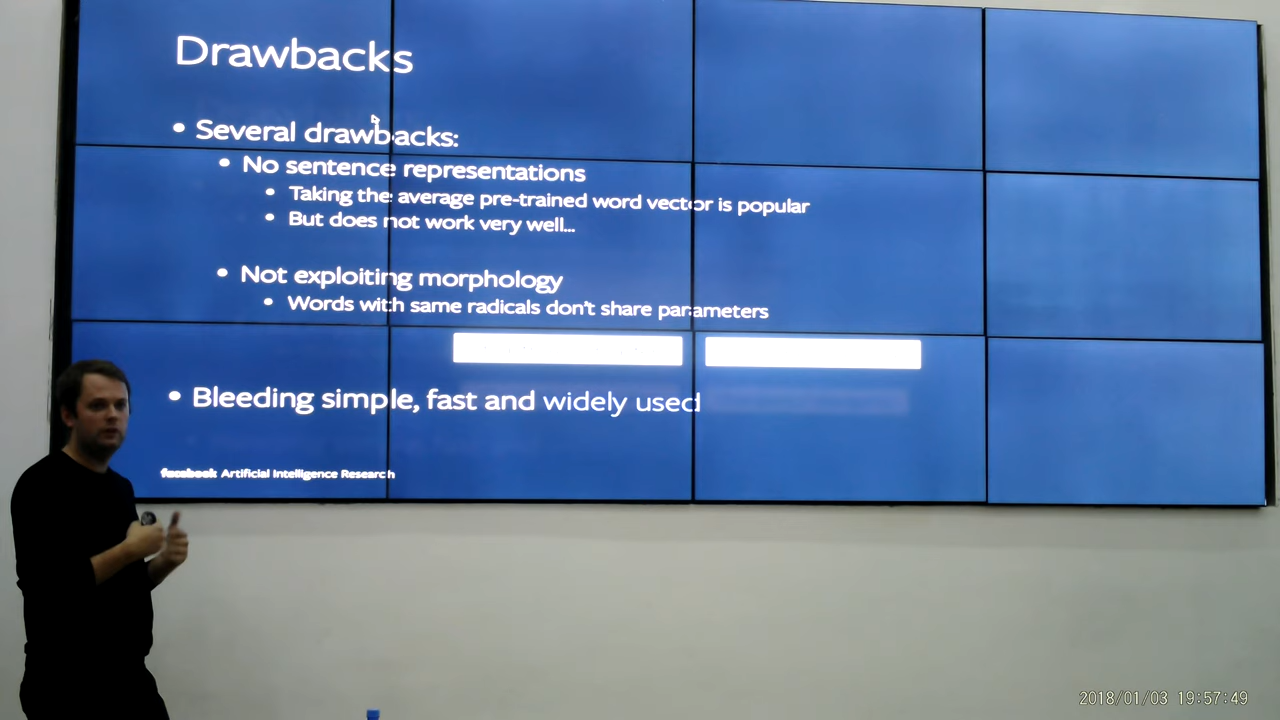 Drawbacks
• Several drawbacks:
• No sentence representations
• Taking the average pre-trained word vector is popular
• But does not work very well...
• Not exploiting morphology
• Words with same radicals don't share parameters
• Bleeding simple, fast and widely used
facebook Artificial Intelligence Research
2018/01/03 19:57:49